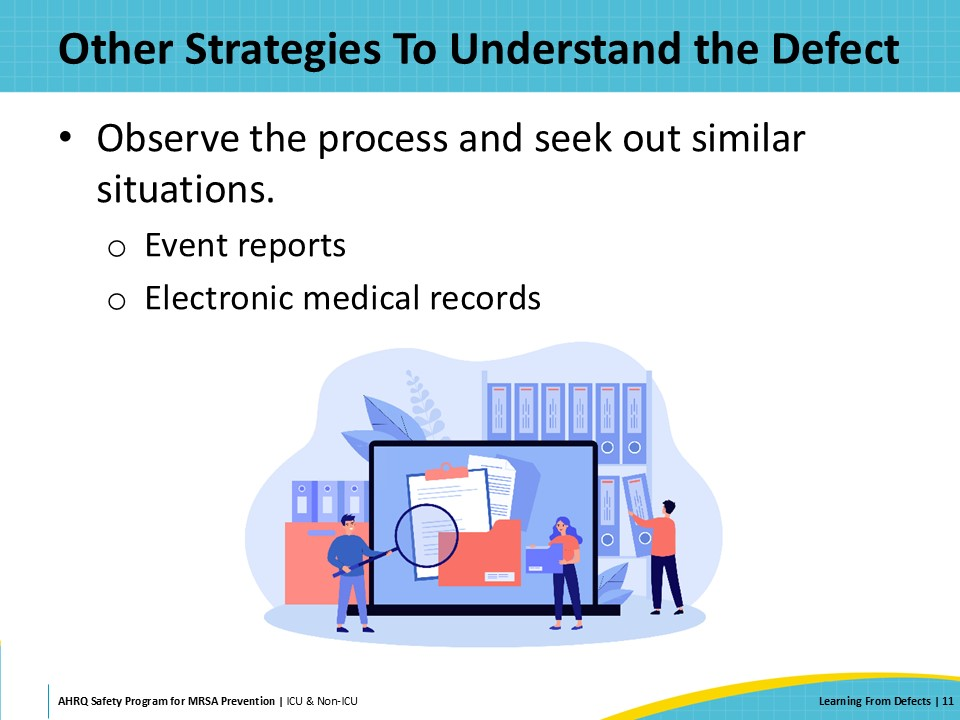 Other Strategies To Understand the Defect
• Observe the process and seek out similar
situations.
o Event reports
o Electronic medical records
AHRQ Safety Program for MRSA Prevention | ICU & Non-ICU
Learning From Defects | 11